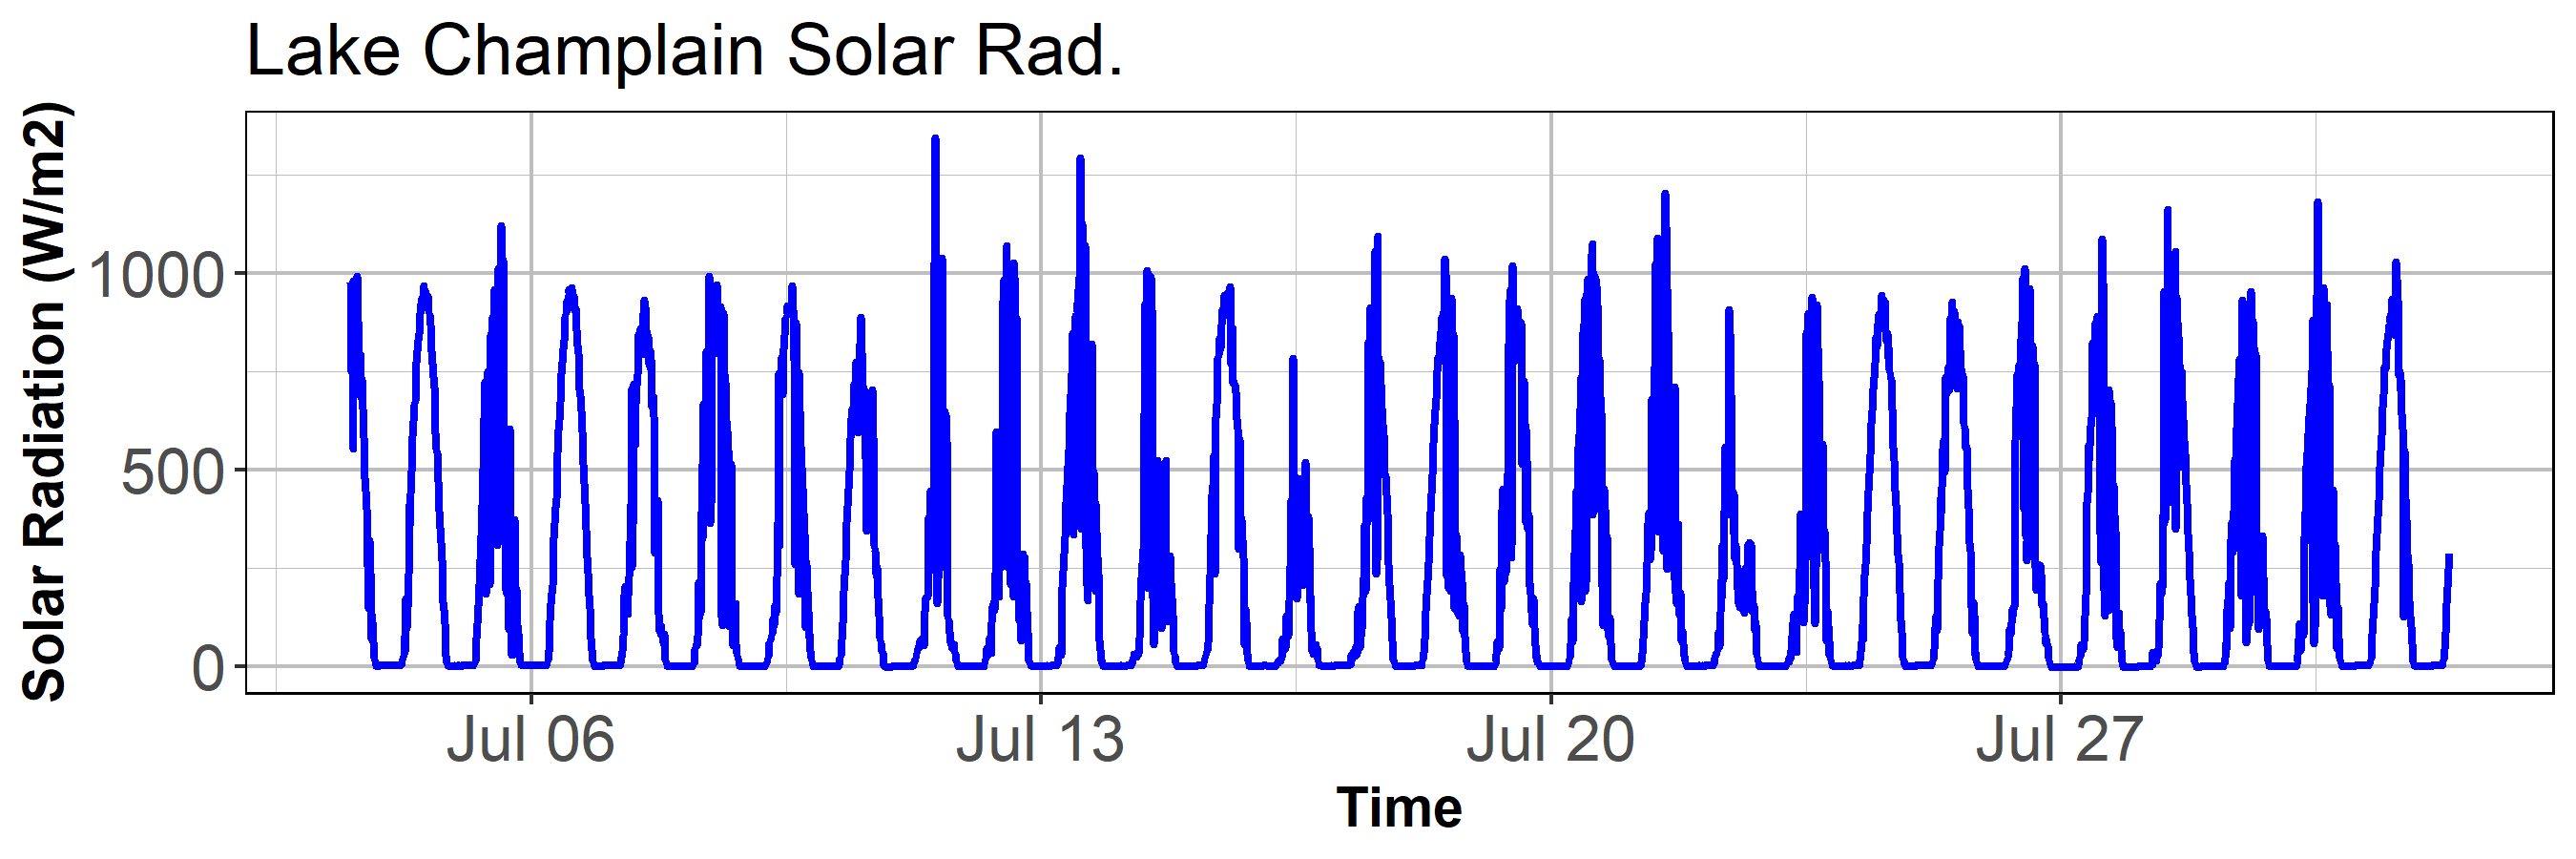 Lake Champlain Solar Rad.
Solar Radiation (W/m2)
1000
500
0
Jul 06 Jul 13 Jul 20 Jul 27
Time